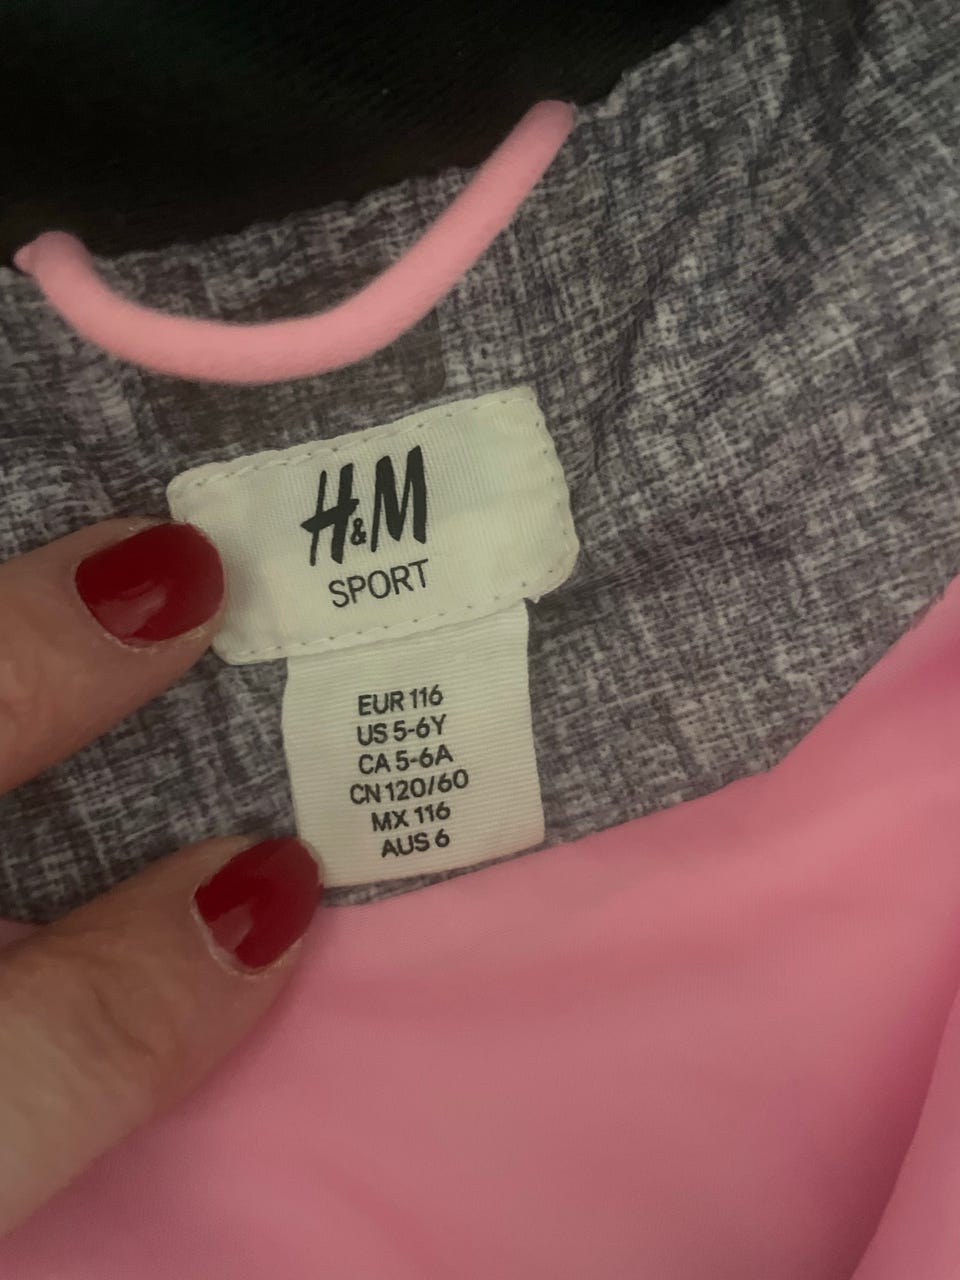 H&M
SPORT
EUR 116
US 5-6Y
CA 5-6A
CN 120/60
MX 116
AUS 6